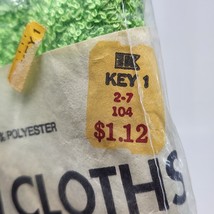 KEY 1
2-7
104
$1.12
& POLYESTER
CLOTHS